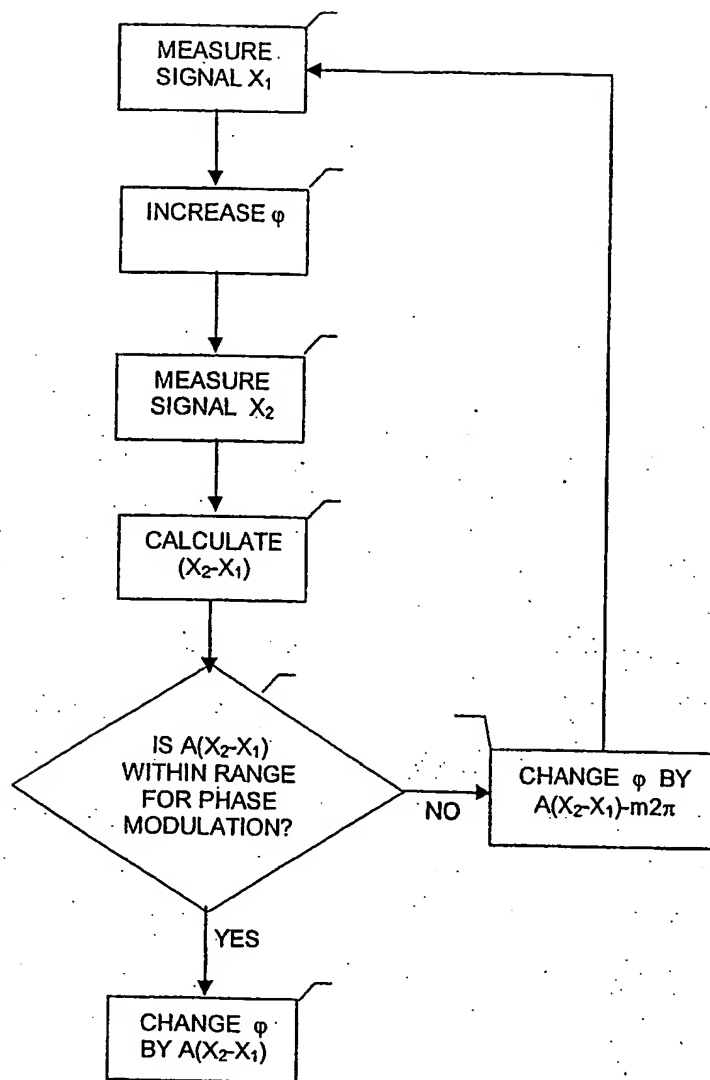 MEASURE
SIGNAL X₁
INCREASE φ
MEASURE
SIGNAL X₂
CALCULATE
(X₂-X₁)
IS A(X₂-X₁)
WITHIN RANGE
FOR PHASE
MODULATION?
NO
CHANGE φ BY
A(X₂-X₁)-m2π
YES
CHANGE φ
BY A(X₂-X₁)